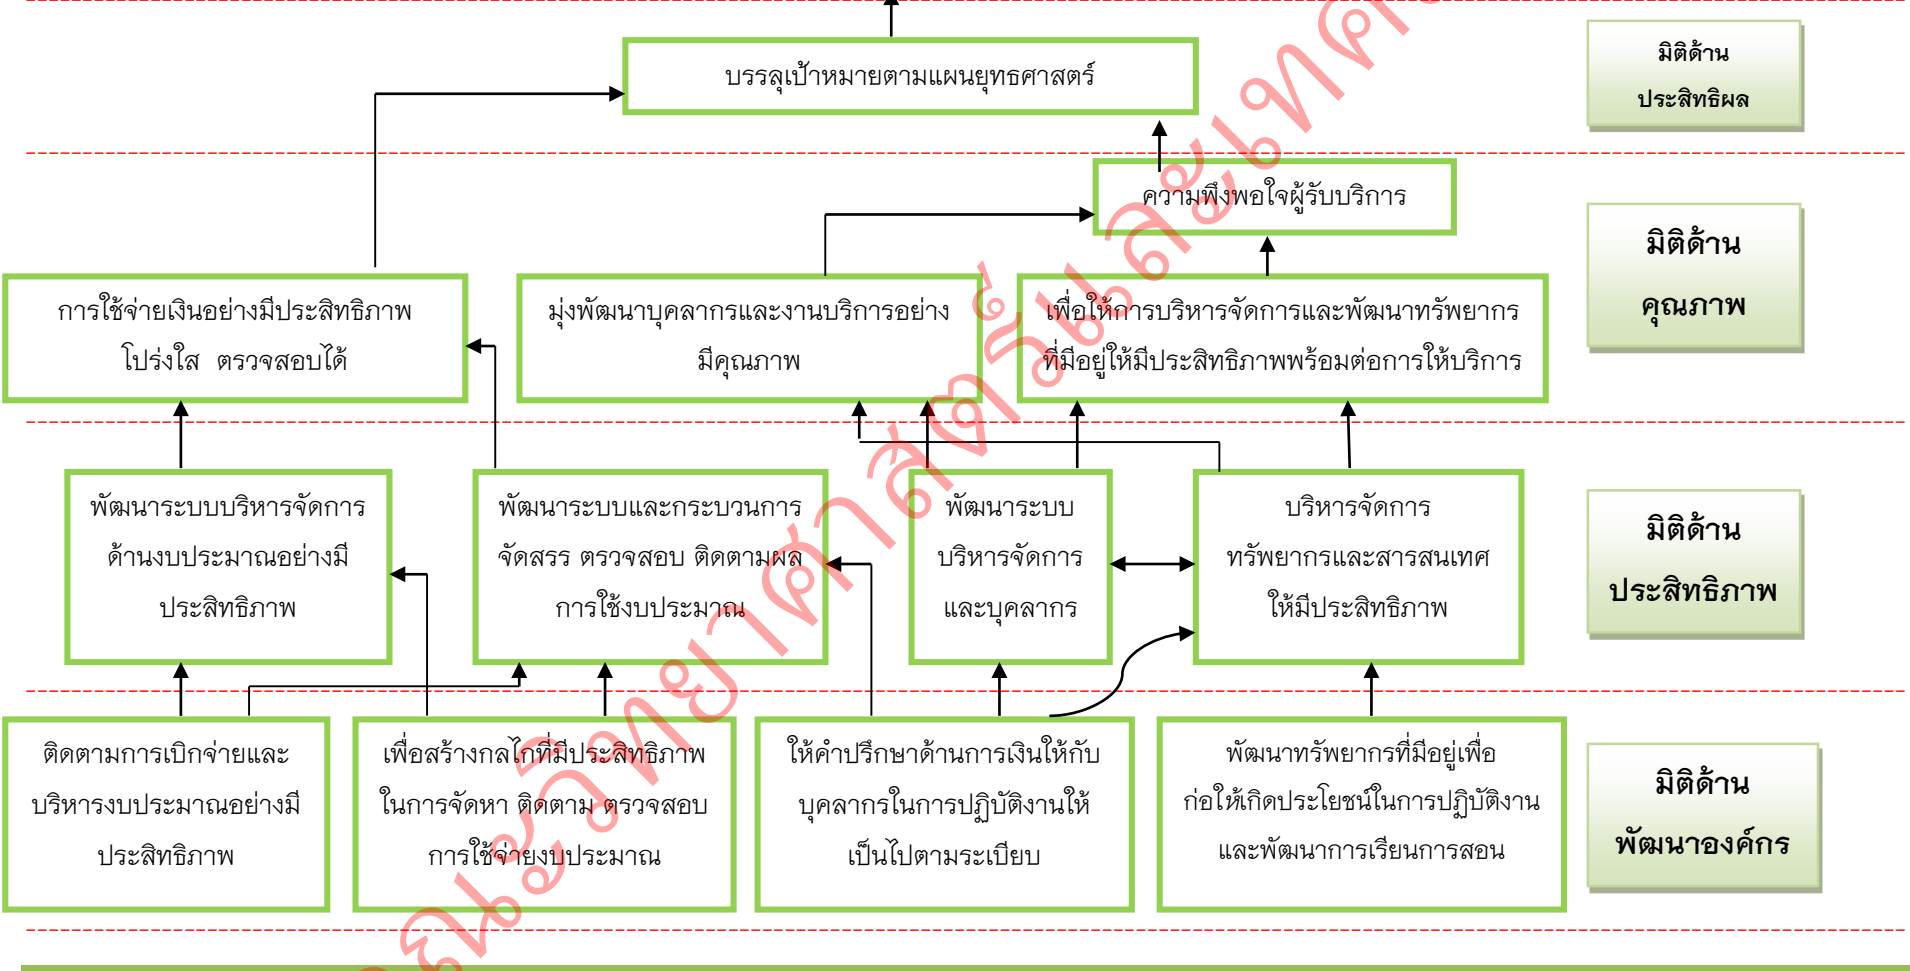 บรรลุเป้าหมายตามแผนยุทธศาสตร์
มิติด้าน
ประสิทธิผล
ความพึงพอใจผู้รับบริการ
การใช้จ่ายเงินอย่างมีประสิทธิภาพ
โปร่งใส ตรวจสอบได้
มุ่งพัฒนาบุคลากรและงานบริการอย่าง
มีคุณภาพ
เพื่อให้การบริหารจัดการและพัฒนาทรัพยากร
ที่มีอยู่ให้มีประสิทธิภาพพร้อมต่อการให้บริการ
มิติด้าน
คุณภาพ
พัฒนาระบบบริหารจัดการ
ด้านงบประมาณอย่างมี
ประสิทธิภาพ
พัฒนาระบบและกระบวนการ
จัดสรร ตรวจสอบ ติดตามผล
การใช้งบประมาณ
พัฒนาระบบ
บริหารจัดการ
และบุคลากร
บริหารจัดการ
ทรัพยากรและสารสนเทศ
ให้มีประสิทธิภาพ
มิติด้าน
ประสิทธิภาพ
ติดตามการเบิกจ่ายและ
บริหารงบประมาณอย่างมี
ประสิทธิภาพ
เพื่อสร้างกลไกที่มีประสิทธิภาพ
ในการจัดหา ติดตาม ตรวจสอบ
การใช้จ่ายงบประมาณ
ให้คำปรึกษาด้านการเงินให้กับ
บุคลากรในการปฏิบัติงานให้
เป็นไปตามระเบียบ
พัฒนาทรัพยากรที่มีอยู่เพื่อ
ก่อให้เกิดประโยชน์ในการปฏิบัติงาน
และพัฒนาการเรียนการสอน
มิติด้าน
พัฒนาองค์กร
วิทยาศาสตร์และเทค